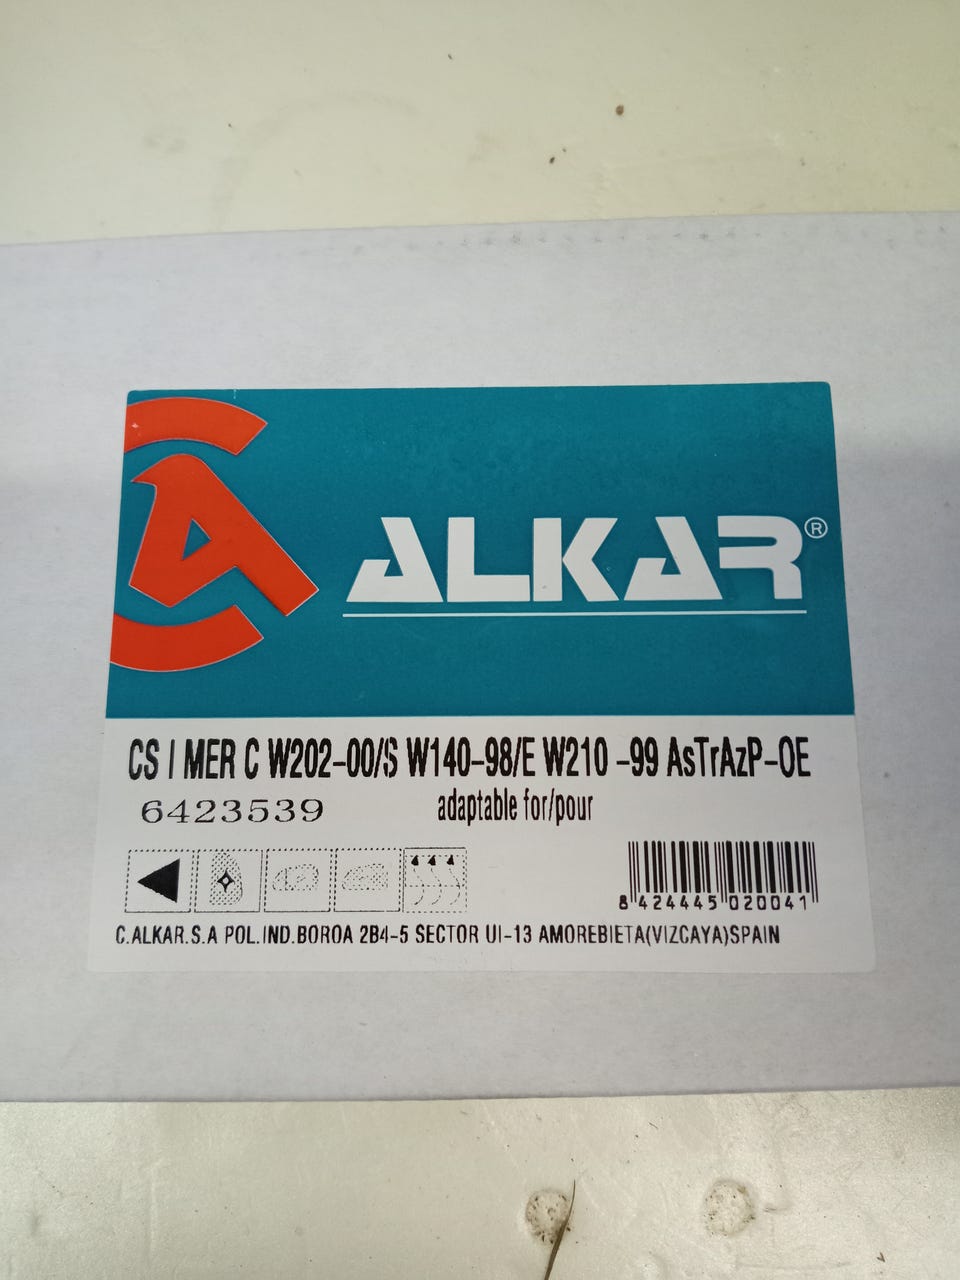 ALKAR®
CS I MER C W202-00/S W140-98/E W210 -99 AsTrAzP-OE
6423539 adaptable for/pour
8 424445 020041
C.ALKAR.S.A POL.IND.BOROA 2B4-5 SECTOR UI-13 AMOREBIETA(VIZCAYA)SPAIN